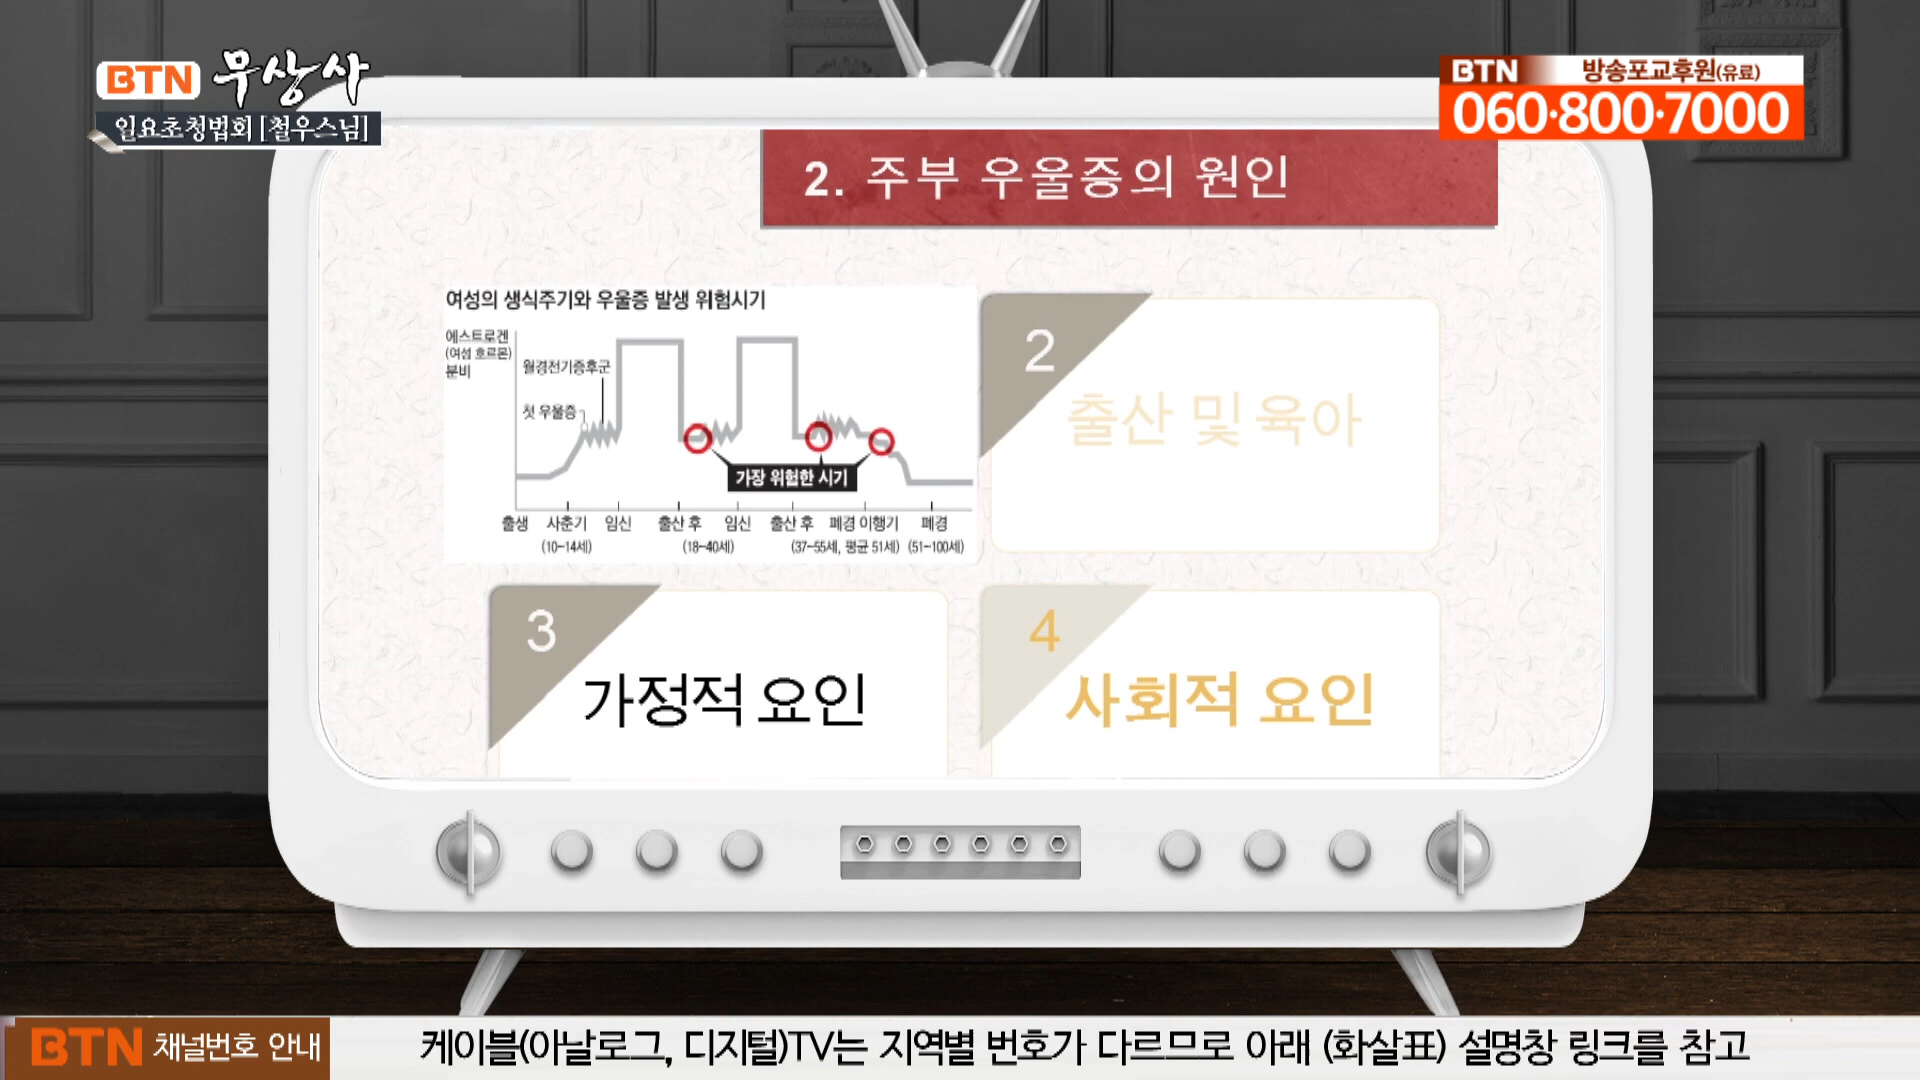 BTN 무상사
일요초청법회 [철우스님]
BTN 방송포교후원(유료)
060·800·7000
2. 주부 우울증의 원인
여성의 생식주기와 우울증 발생 위험시기
에스트로겐
(여성 호르몬)
분비
월경전기증후군
첫 우울증
가장 위험한 시기
출생 사춘기 임신 출산 후 임신 출산 후 폐경 이행기 폐경
(10~14세) (18~40세) (37~55세, 평균 51세) (51~100세)
2
출산 및 육아
3
가정적 요인
4
사회적 요인
BTN 채널번호 안내 케이블(아날로그, 디지털)TV는 지역별 번호가 다르므로 아래 (화살표) 설명창 링크를 참고